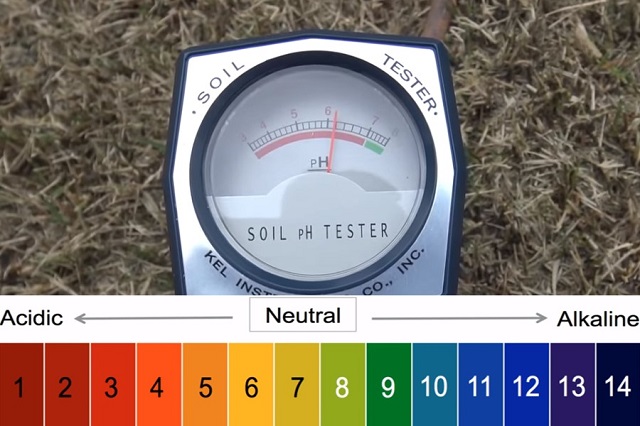 · SOIL TESTER ·
4 5 6 7 8
pH
SOIL pH TESTER
KEL CO., INC.
Acidic Neutral Alkaline
1 2 3 4 5 6 7 8 9 10 11 12 13 14